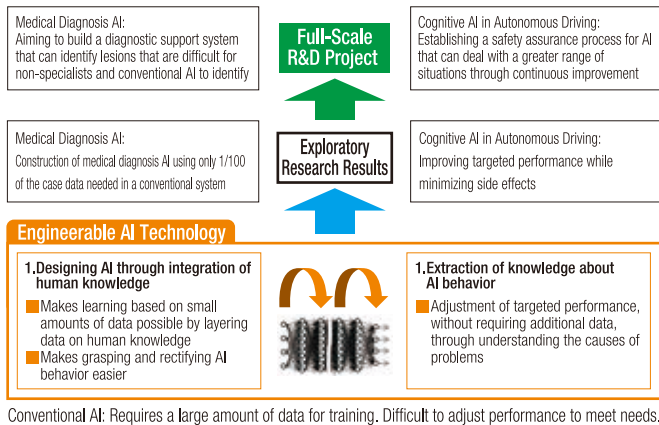 Medical Diagnosis AI:
Aiming to build a diagnostic support system
that can identify lesions that are difficult for
non-specialists and conventional AI to identify
Full-Scale
R&D Project
Cognitive AI in Autonomous Driving:
Establishing a safety assurance process for AI
that can deal with a greater range of
situations through continuous improvement
Medical Diagnosis AI:
Construction of medical diagnosis AI using only 1/100
of the case data needed in a conventional system
Exploratory
Research Results
Cognitive AI in Autonomous Driving:
Improving targeted performance while
minimizing side effects
Engineerable AI Technology
1.Designing AI through integration of
human knowledge
Makes learning based on small
amounts of data possible by layering
data on human knowledge
Makes grasping and rectifying AI
behavior easier
1.Extraction of knowledge about
AI behavior
Adjustment of targeted performance,
without requiring additional data,
through understanding the causes of
problems
Conventional AI: Requires a large amount of data for training. Difficult to adjust performance to meet needs.